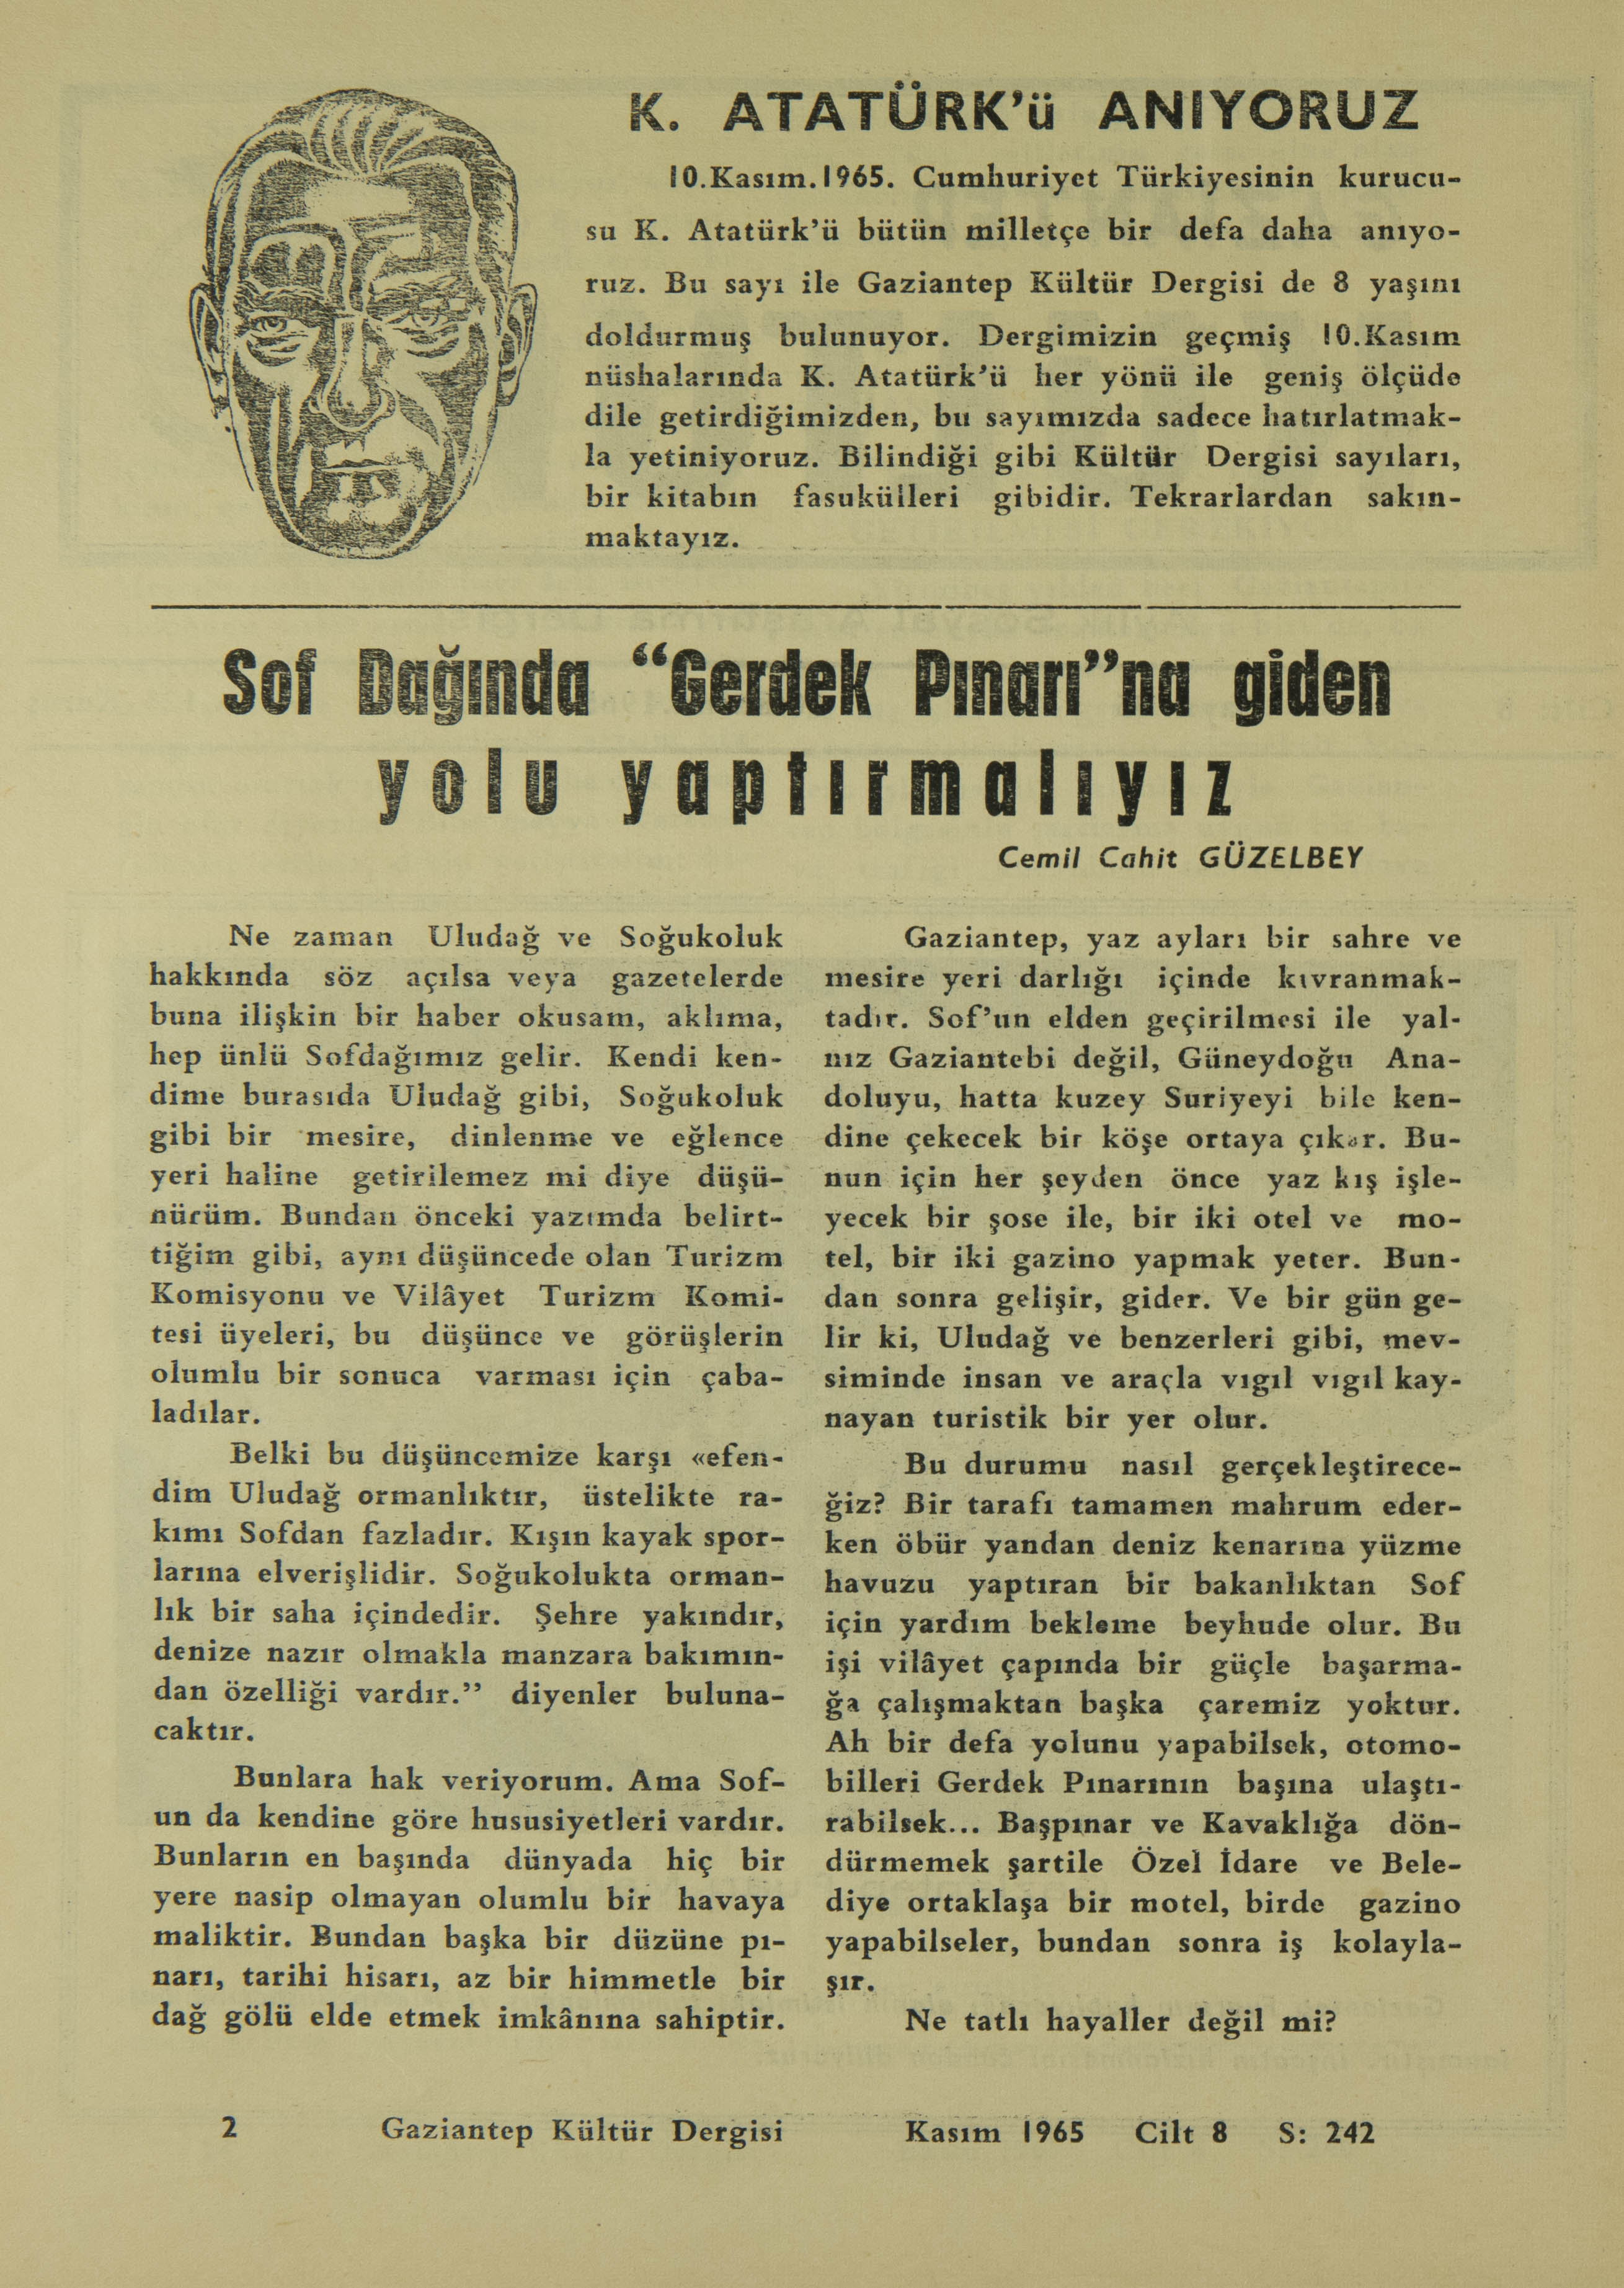 K. ATATÜRK'ü ANIYORUZ
10.Kasım.1965. Cumhuriyet Türkiyesinin kurucu-
su K. Atatürk'ü bütün milletçe bir defa daha anıyo-
ruz. Bu sayı ile Gaziantep Kültür Dergisi de 8 yaşını
doldurmuş bulunuyor. Dergimizin geçmiş 10.Kasım
nüshalarında K. Atatürk'ü her yönü ile geniş ölçüde
dile getirdiğimizden, bu sayımızda sadece hatırlatmak-
la yetiniyoruz. Bilindiği gibi Kültür Dergisi sayıları,
bir kitabın fasukülleri gibidir. Tekrarlardan sakın-
maktayız.
Sof Dağında “Gerdek Pınarı”na giden
yolu yaptırmalıyız
Cemil Cahit GÜZELBEY
Ne zaman Uludağ ve Soğukoluk
hakkında söz açılsa veya gazetelerde
buna ilişkin bir haber okusam, aklıma,
hep ünlü Sofdağımız gelir. Kendi ken-
dime burasıda Uludağ gibi, Soğukoluk
gibi bir mesire, dinlenme ve eğlence
yeri haline getirilemez mi diye düşü-
nürüm. Bundan önceki yazımda belirt-
tiğim gibi, aynı düşüncede olan Turizm
Komisyonu ve Vilâyet Turizm Komi-
tesi üyeleri, bu düşünce ve görüşlerin
olumlu bir sonuca varması için çaba-
ladılar.
Belki bu düşüncemize karşı «efen-
dim Uludağ ormanlıktır, üstelikte ra-
kımı Sofdan fazladır. Kışın kayak spor-
larına elverişlidir. Soğukolukta orman-
lık bir saha içindedir. Şehre yakındır,
denize nazır olmakla manzara bakımın-
dan özelliği vardır.” diyenler buluna-
caktır.
Bunlara hak veriyorum. Ama Sof-
un da kendine göre hususiyetleri vardır.
Bunların en başında dünyada hiç bir
yere nasip olmayan olumlu bir havaya
maliktir. Bundan başka bir düzüne pı-
narı, tarihi hisarı, az bir himmetle bir
dağ gölü elde etmek imkânına sahiptir.
Gaziantep, yaz ayları bir sahre ve
mesire yeri darlığı içinde kıvranmak-
tadır. Sof'un elden geçirilmesi ile yal-
nız Gaziantebi değil, Güneydoğu Ana-
doluyu, hatta kuzey Suriyeyi bile ken-
dine çekecek bir köşe ortaya çıkar. Bu-
nun için her şeyden önce yaz kış işle-
yecek bir şose ile, bir iki otel ve mo-
tel, bir iki gazino yapmak yeter. Bun-
dan sonra gelişir, gider. Ve bir gün ge-
lir ki, Uludağ ve benzerleri gibi, mev-
siminde insan ve araçla vıgıl vıgıl kay-
nayan turistik bir yer olur.
Bu durumu nasıl gerçekleştirece-
ğiz? Bir tarafı tamamen mahrum eder-
ken öbür yandan deniz kenarına yüzme
havuzu yaptıran bir bakanlıktan Sof
için yardım bekleme beyhude olur. Bu
işi vilâyet çapında bir güçle başarma-
ğa çalışmaktan başka çaremiz yoktur.
Ah bir defa yolunu yapabilsek, otomo-
billeri Gerdek Pınarının başına ulaştı-
rabilsek... Başpınar ve Kavaklığa dön-
dürmemek şartile Özel İdare ve Bele-
diye ortaklaşa bir motel, birde gazino
yapabilseler, bundan sonra iş kolayla-
şır.
Ne tatlı hayaller değil mi?
2 Gaziantep Kültür Dergisi Kasım 1965 Cilt 8 S: 242